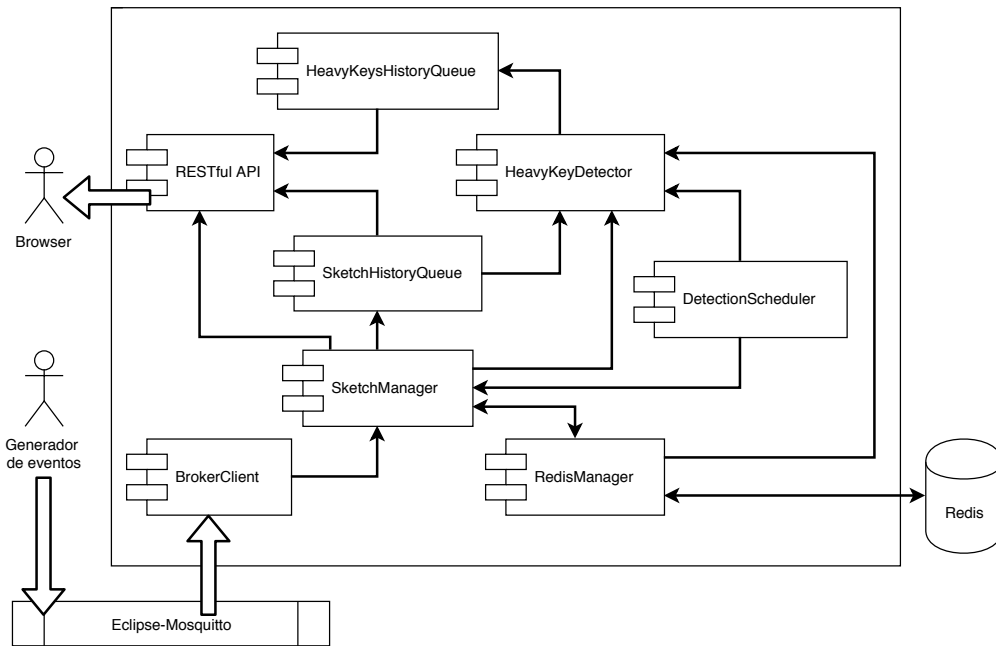 HeavyKeysHistoryQueue
RESTful API
HeavyKeyDetector
Browser
SketchHistoryQueue
DetectionScheduler
SketchManager
Generador
de eventos
BrokerClient
RedisManager
Redis
Eclipse-Mosquitto